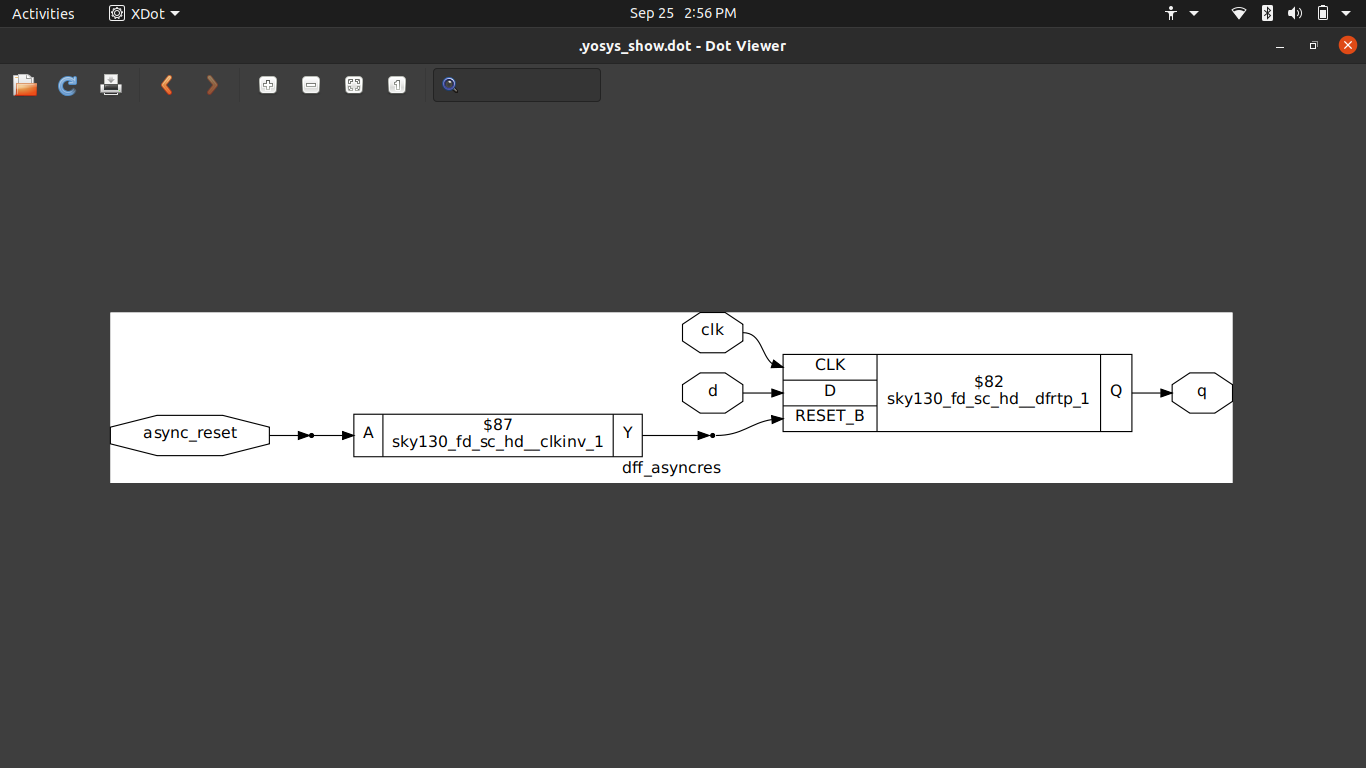 Activities XDot Sep 25 2:56 PM
.yosys_show.dot - Dot Viewer
1
clk
CLK
d D $82
sky130_fd_sc_hd__dfrtp_1 Q q
RESET_B
async_reset A $87
sky130_fd_sc_hd__clkinv_1 Y
dff_asyncres